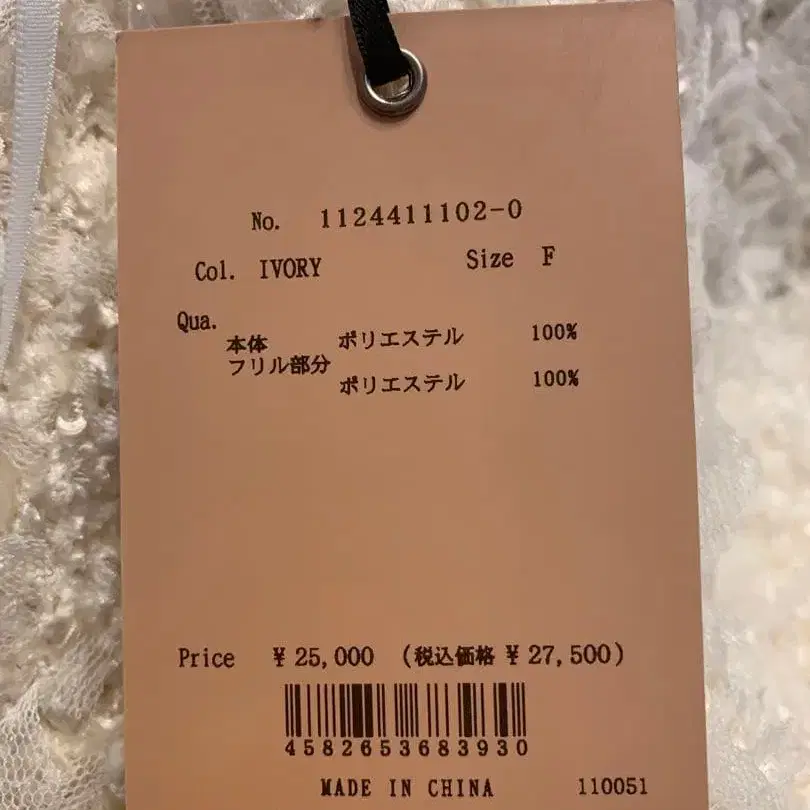 No. 1124411102-0
Col. IVORY Size F
Qua.
本体 ポリエステル 100%
フリル部分
ポリエステル 100%
Price ¥25,000 (税込価格 ¥27,500)
4582653683930
MADE IN CHINA 110051